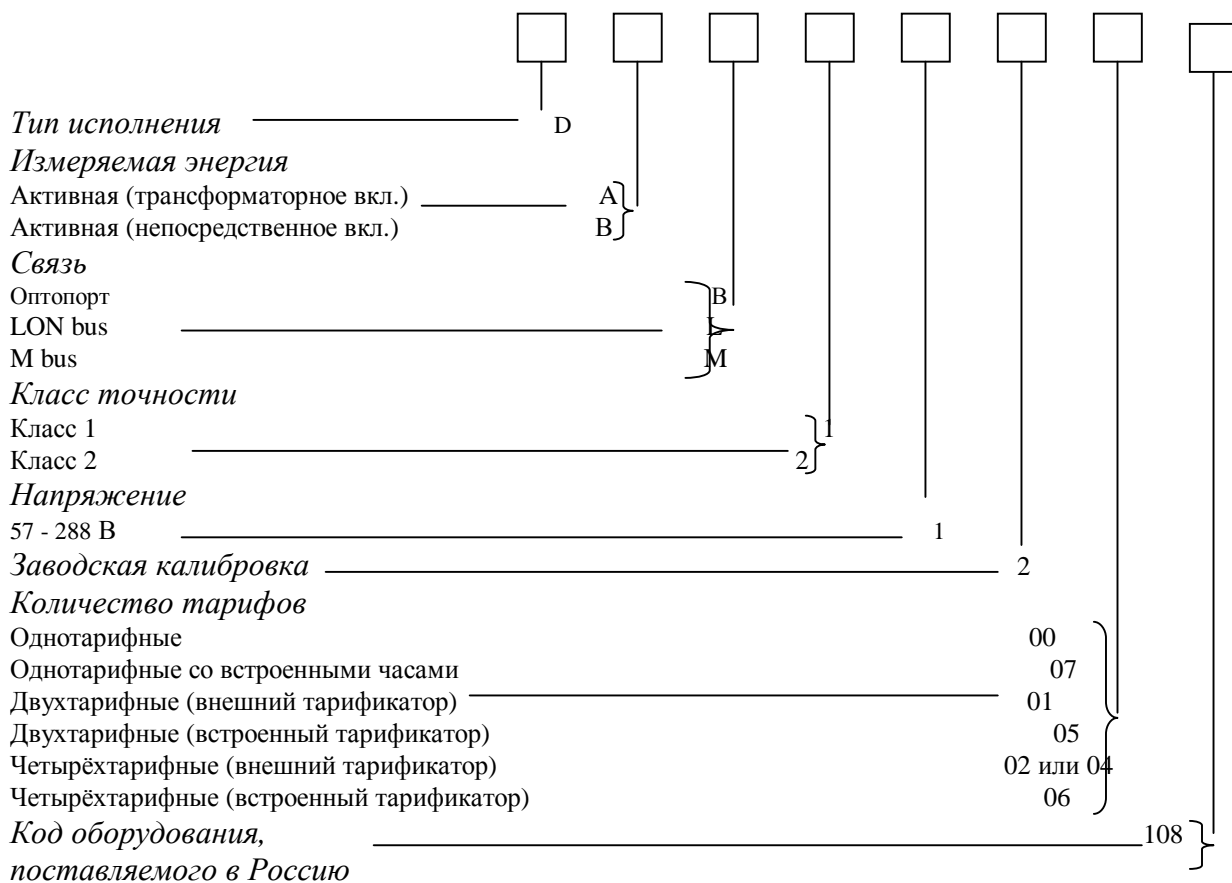 Тип исполнения D
Измеряемая энергия
Активная (трансформаторное вкл.) A
Активная (непосредственное вкл.) B
Связь
Оптопорт B
LON bus L
M bus M
Класс точности
Класс 1 1
Класс 2 2
Напряжение
57 - 288 В 1
Заводская калибровка 2
Количество тарифов
Однотарифные 00
Однотарифные со встроенными часами 07
Двухтарифные (внешний тарификатор) 01
Двухтарифные (встроенный тарификатор) 05
Четырёхтарифные (внешний тарификатор) 02 или 04
Четырёхтарифные (встроенный тарификатор) 06
Код оборудования, 108
поставляемого в Россию